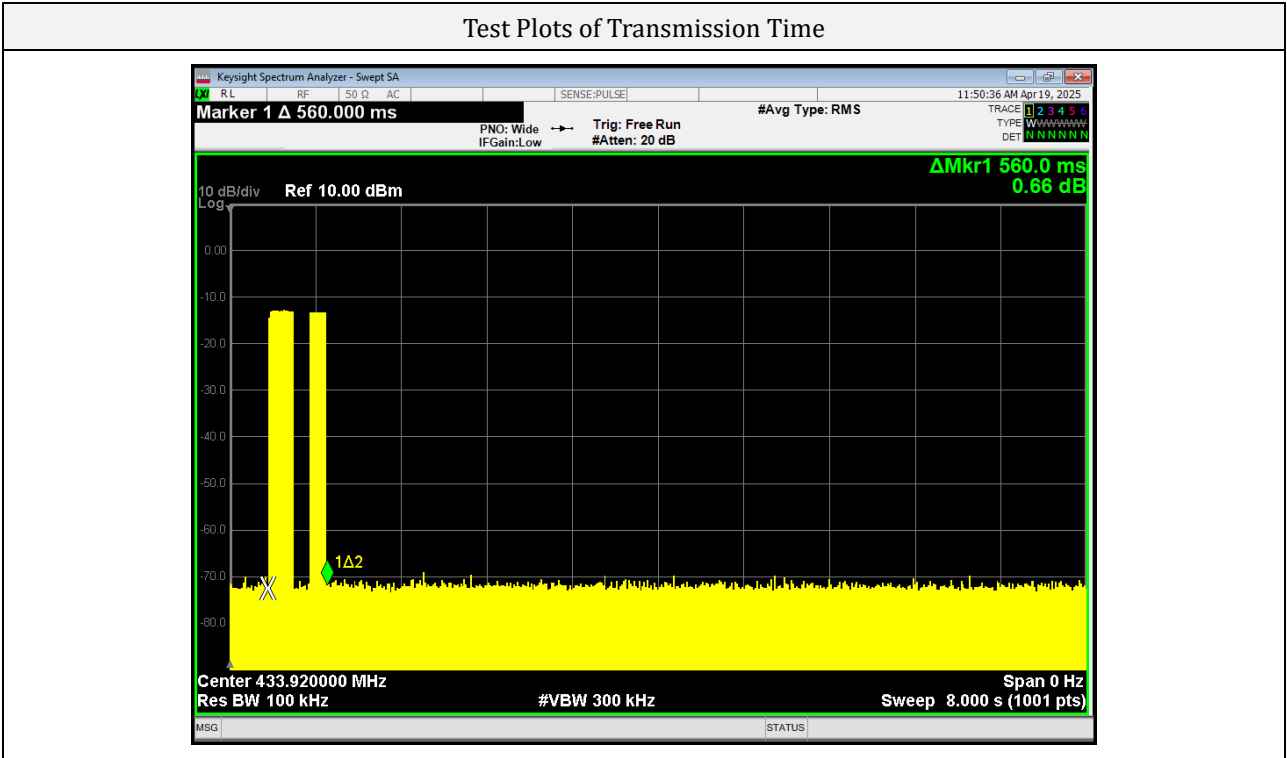 Test Plots of Transmission Time
Keysight Spectrum Analyzer - Swept SA
LXI RL RF 50 Ω AC SENSE:PULSE 11:50:36 AM Apr 19, 2025
Marker 1 Δ 560.000 ms
PNO: Wide
IFGain:Low
Trig: Free Run
#Atten: 20 dB
#Avg Type: RMS
TRACE 1 2 3 4 5 6
TYPE WWWWWW
DET N N N N N N
ΔMkr1 560.0 ms
0.66 dB
10 dB/div Ref 10.00 dBm
Log
0.00
-10.0
-20.0
-30.0
-40.0
-50.0
-60.0
-70.0
-80.0
1Δ2
X
Center 433.920000 MHz Span 0 Hz
Res BW 100 kHz #VBW 300 kHz Sweep 8.000 s (1001 pts)
MSG STATUS